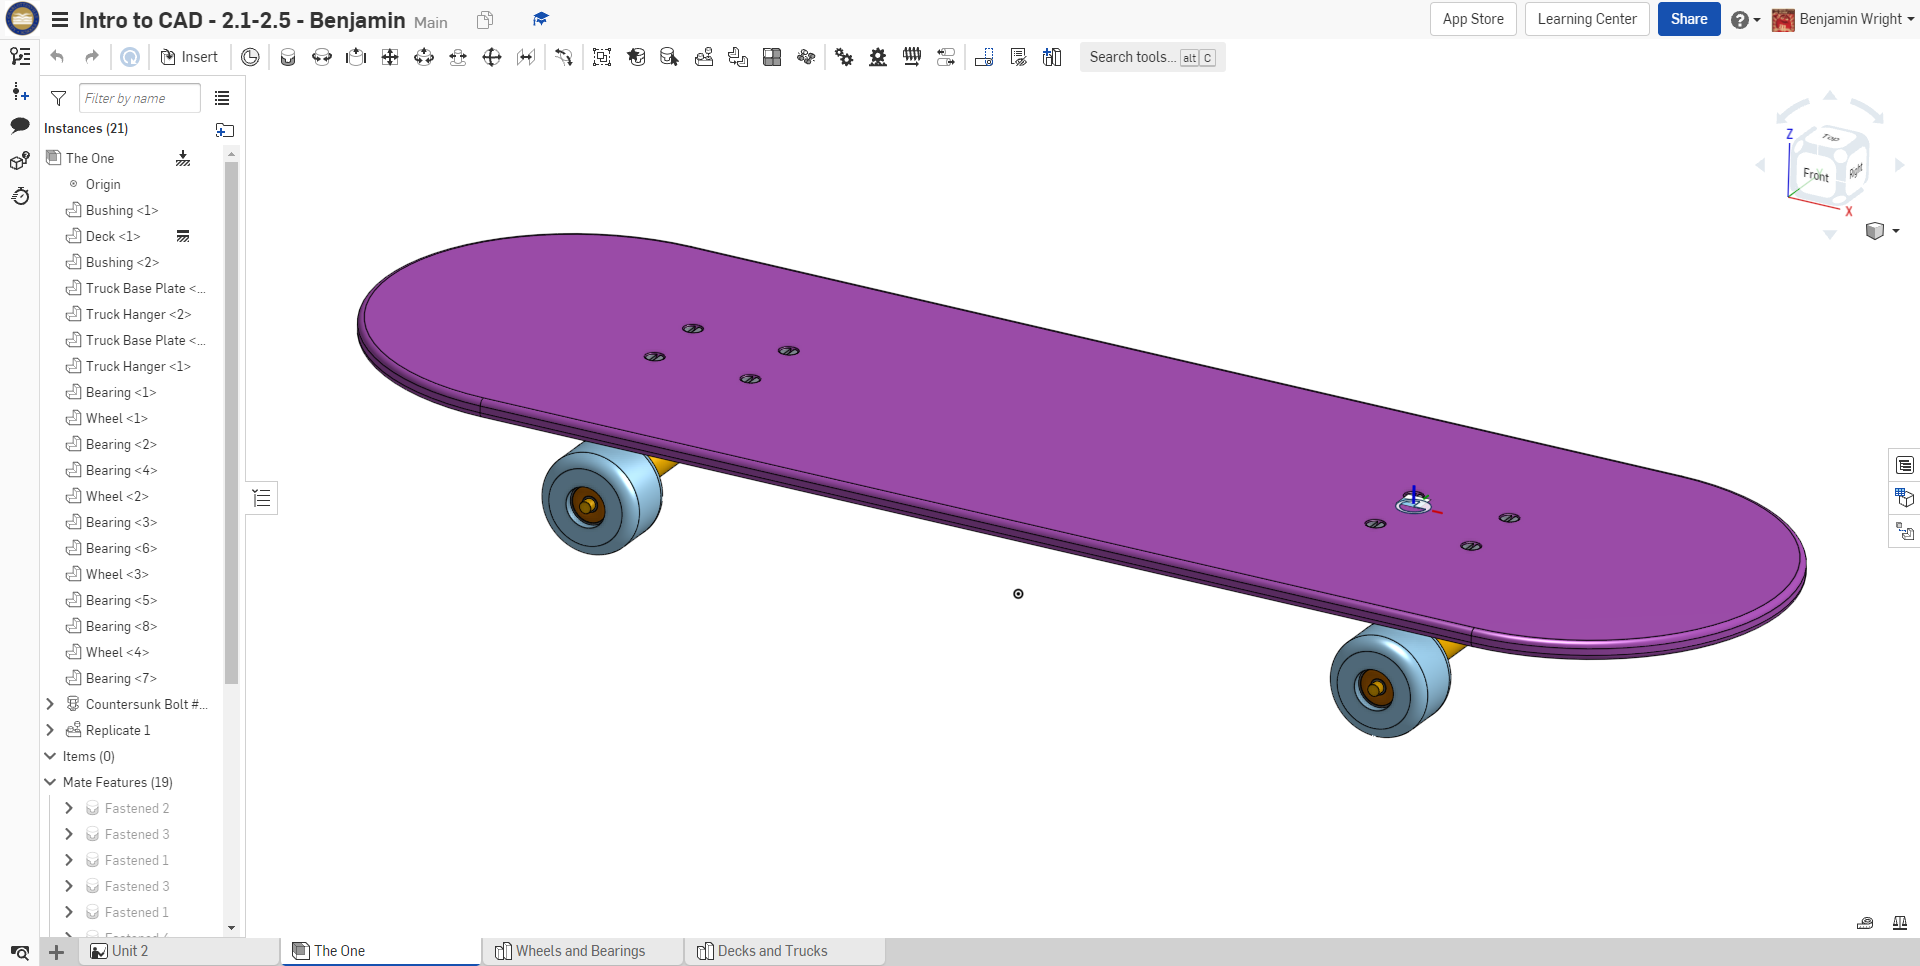 Intro to CAD - 2.1-2.5 - Benjamin Main
App Store
Learning Center
Share
Benjamin Wright
Insert
Search tools... alt C
Filter by name
Instances (21)
The One
Origin
Bushing <1>
Deck <1>
Bushing <2>
Truck Base Plate <...
Truck Hanger <2>
Truck Base Plate <...
Truck Hanger <1>
Bearing <1>
Wheel <1>
Bearing <2>
Bearing <4>
Wheel <2>
Bearing <3>
Bearing <6>
Wheel <3>
Bearing <5>
Bearing <8>
Wheel <4>
Bearing <7>
Countersunk Bolt #...
Replicate 1
Items (0)
Mate Features (19)
Fastened 2
Fastened 3
Fastened 1
Fastened 3
Fastened 1
Z
Top
Front
Right
X
Unit 2
The One
Wheels and Bearings
Decks and Trucks